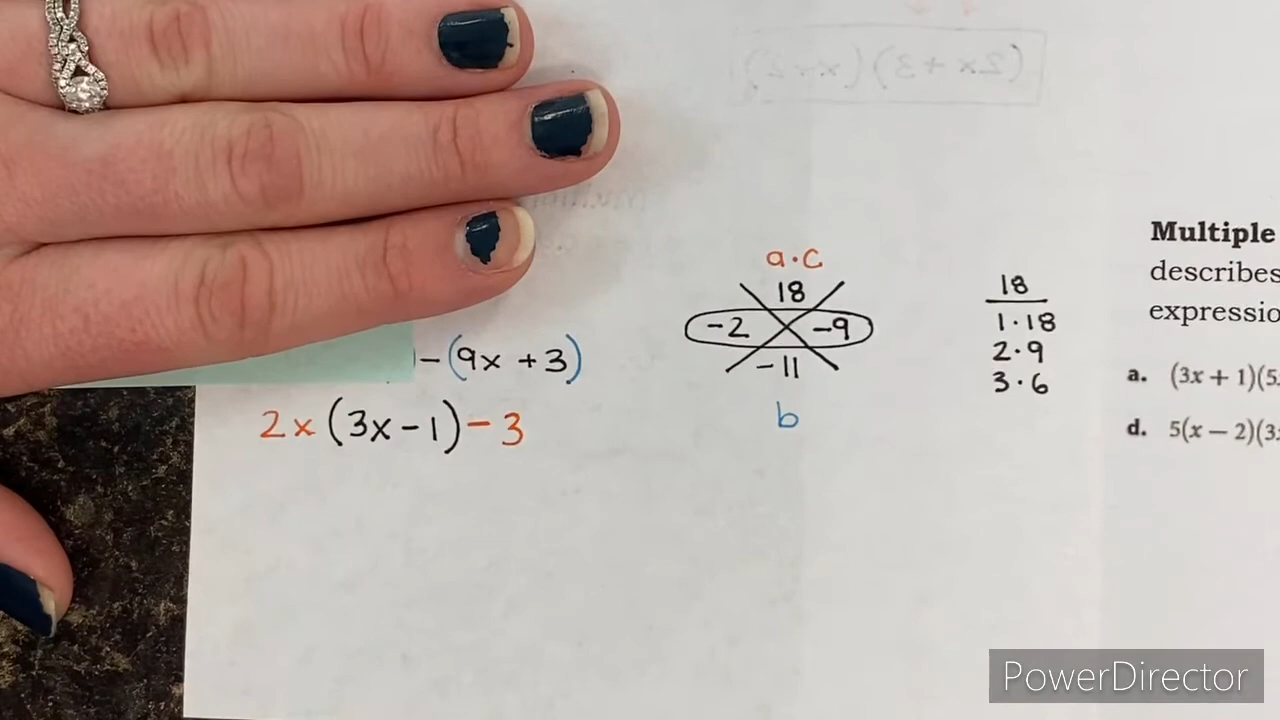 a·c
18
-2 -9
-11
b
18
1·18
2·9
3·6
) - (9x + 3)
2x (3x - 1) - 3
Multiple
describes
expressio
a. (3x + 1)(5
d. 5(x – 2)(3
PowerDirector